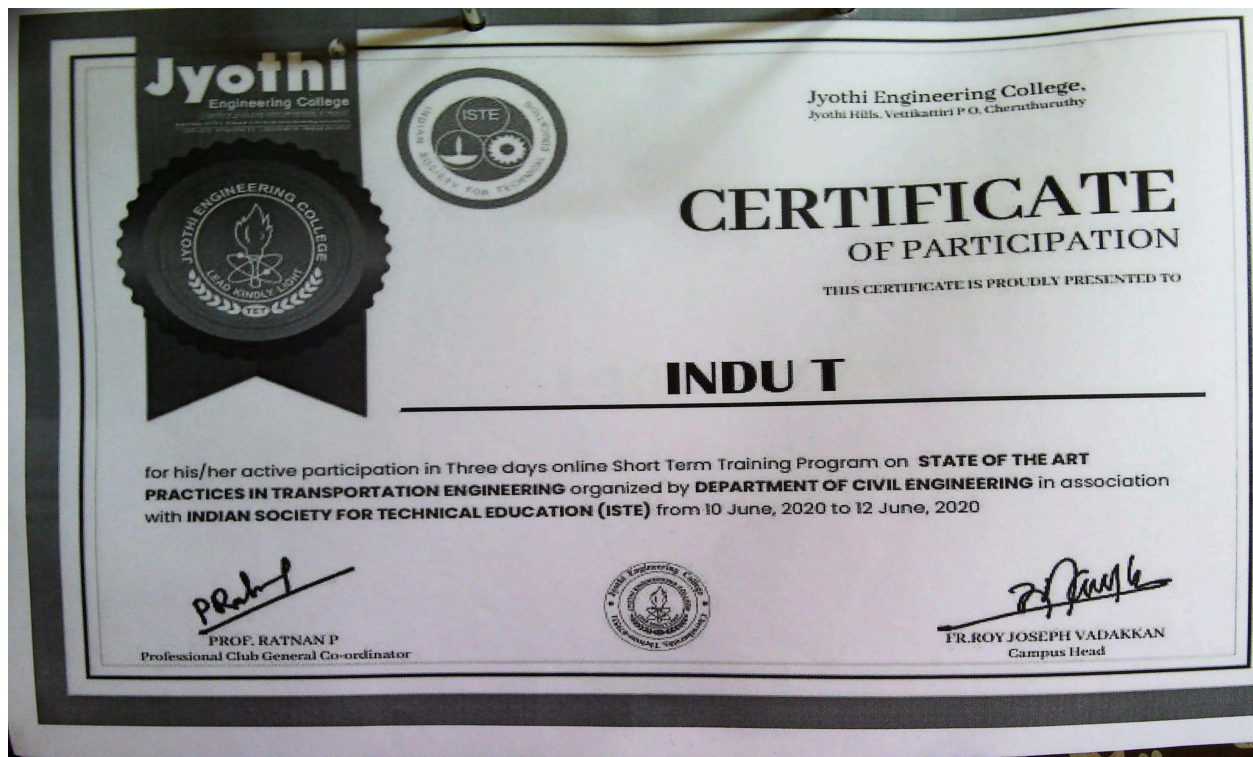 Jyothi
Engineering College
INDIAN SOCIETY FOR TECHNICAL EDUCATION
ISTE
JYOTHI ENGINEERING COLLEGE
LEAD KINDLY LIGHT
Jyothi Engineering College,
Jyothi Hills, Vettikattiri P O, Cheruthuruthy
CERTIFICATE
OF PARTICIPATION
THIS CERTIFICATE IS PROUDLY PRESENTED TO
INDU T
for his/her active participation in Three days online Short Term Training Program on STATE OF THE ART
PRACTICES IN TRANSPORTATION ENGINEERING organized by DEPARTMENT OF CIVIL ENGINEERING in association
with INDIAN SOCIETY FOR TECHNICAL EDUCATION (ISTE) from 10 June, 2020 to 12 June, 2020
PROF. RATNAN P
Professional Club General Co-ordinator
Jyothi Engineering College
FR.ROY JOSEPH VADAKKAN
Campus Head